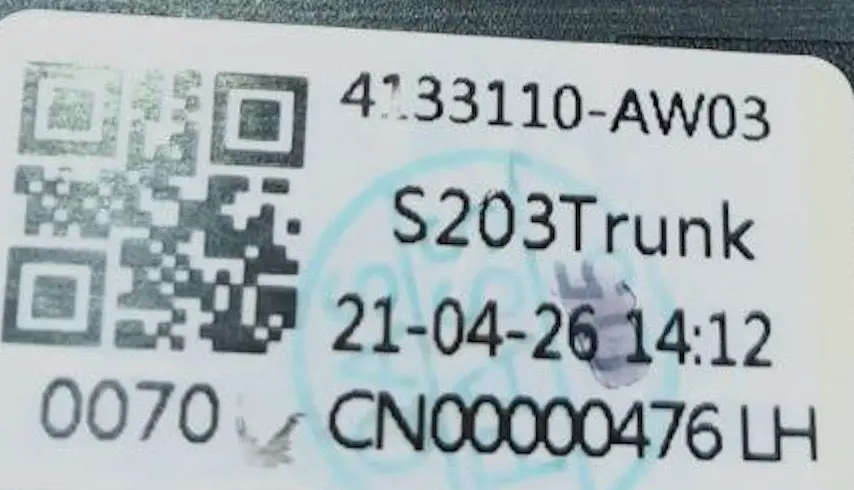 4133110-AW03
S203Trunk
21-04-26 14:12
0070 CN00000476 LH